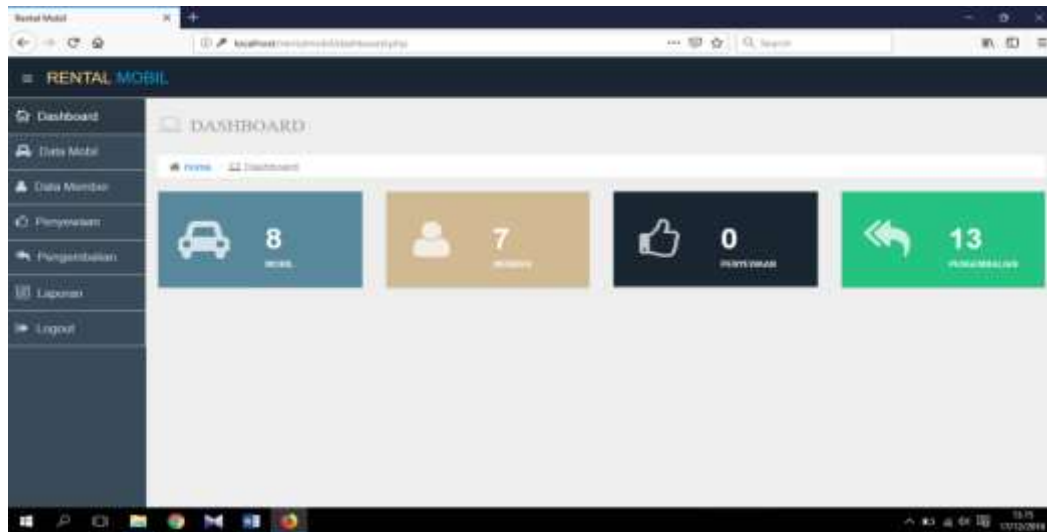 Rental Mobil
Search
RENTAL MOBIL
Dashboard
Data Mobil
Data Member
Penyewaan
Pengembalian
Laporan
Logout
DASHBOARD
Home Dashboard
8
MOBIL
7
MEMBER
0
PENYEWAAN
13
PENGEMBALIAN